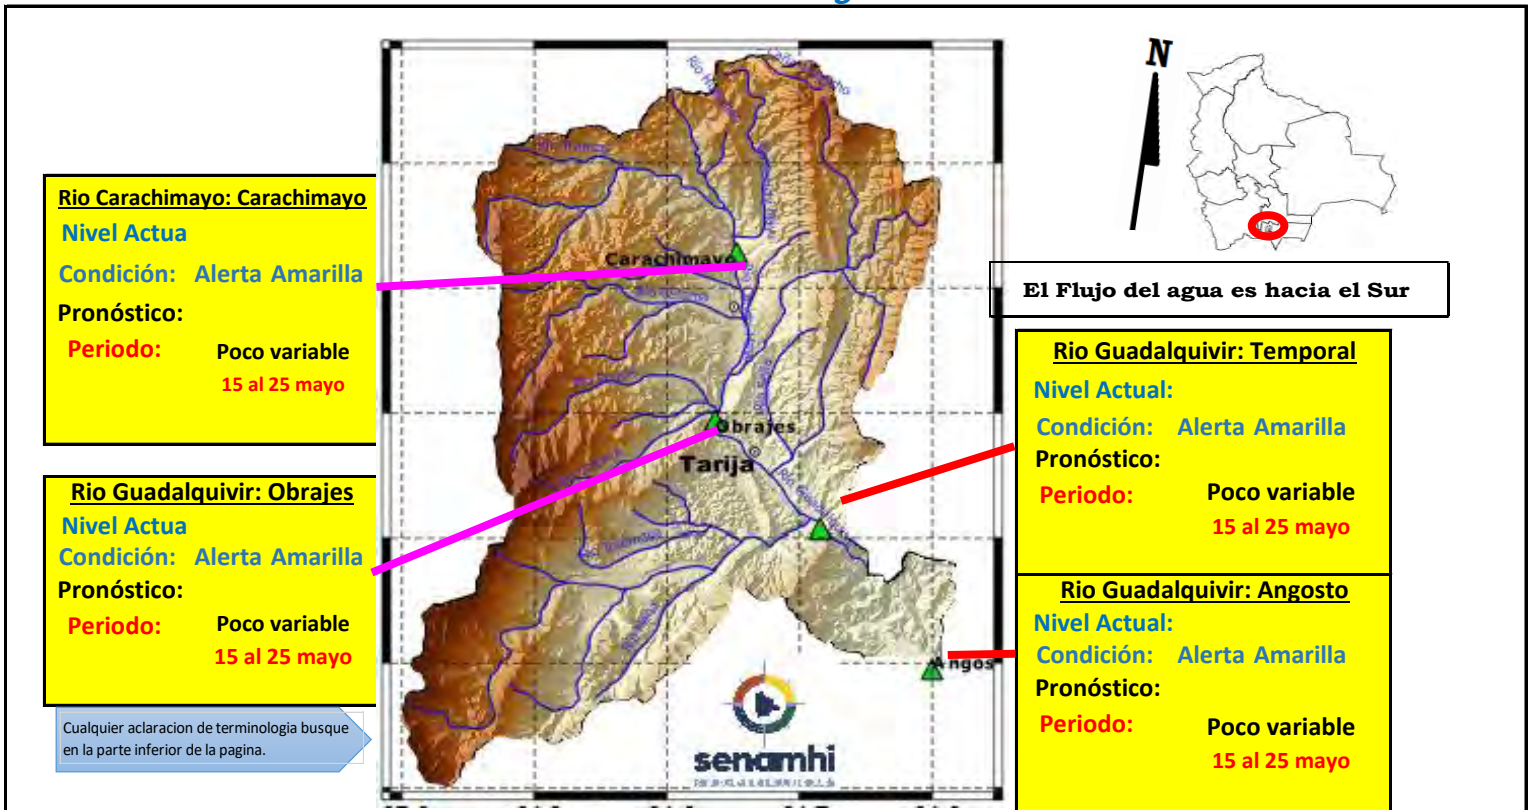 Rio Carachimayo: Carachimayo
Nivel Actua
Condición: Alerta Amarilla
Pronóstico:
Periodo: Poco variable
15 al 25 mayo
Rio Guadalquivir: Obrajes
Nivel Actua
Condición: Alerta Amarilla
Pronóstico:
Periodo: Poco variable
15 al 25 mayo
Cualquier aclaracion de terminologia busque
en la parte inferior de la pagina.
Carachimayo
Obrajes
Tarija
Angos
senamhi
N
El Flujo del agua es hacia el Sur
Rio Guadalquivir: Temporal
Nivel Actual:
Condición: Alerta Amarilla
Pronóstico:
Periodo: Poco variable
15 al 25 mayo
Rio Guadalquivir: Angosto
Nivel Actual:
Condición: Alerta Amarilla
Pronóstico:
Periodo: Poco variable
15 al 25 mayo